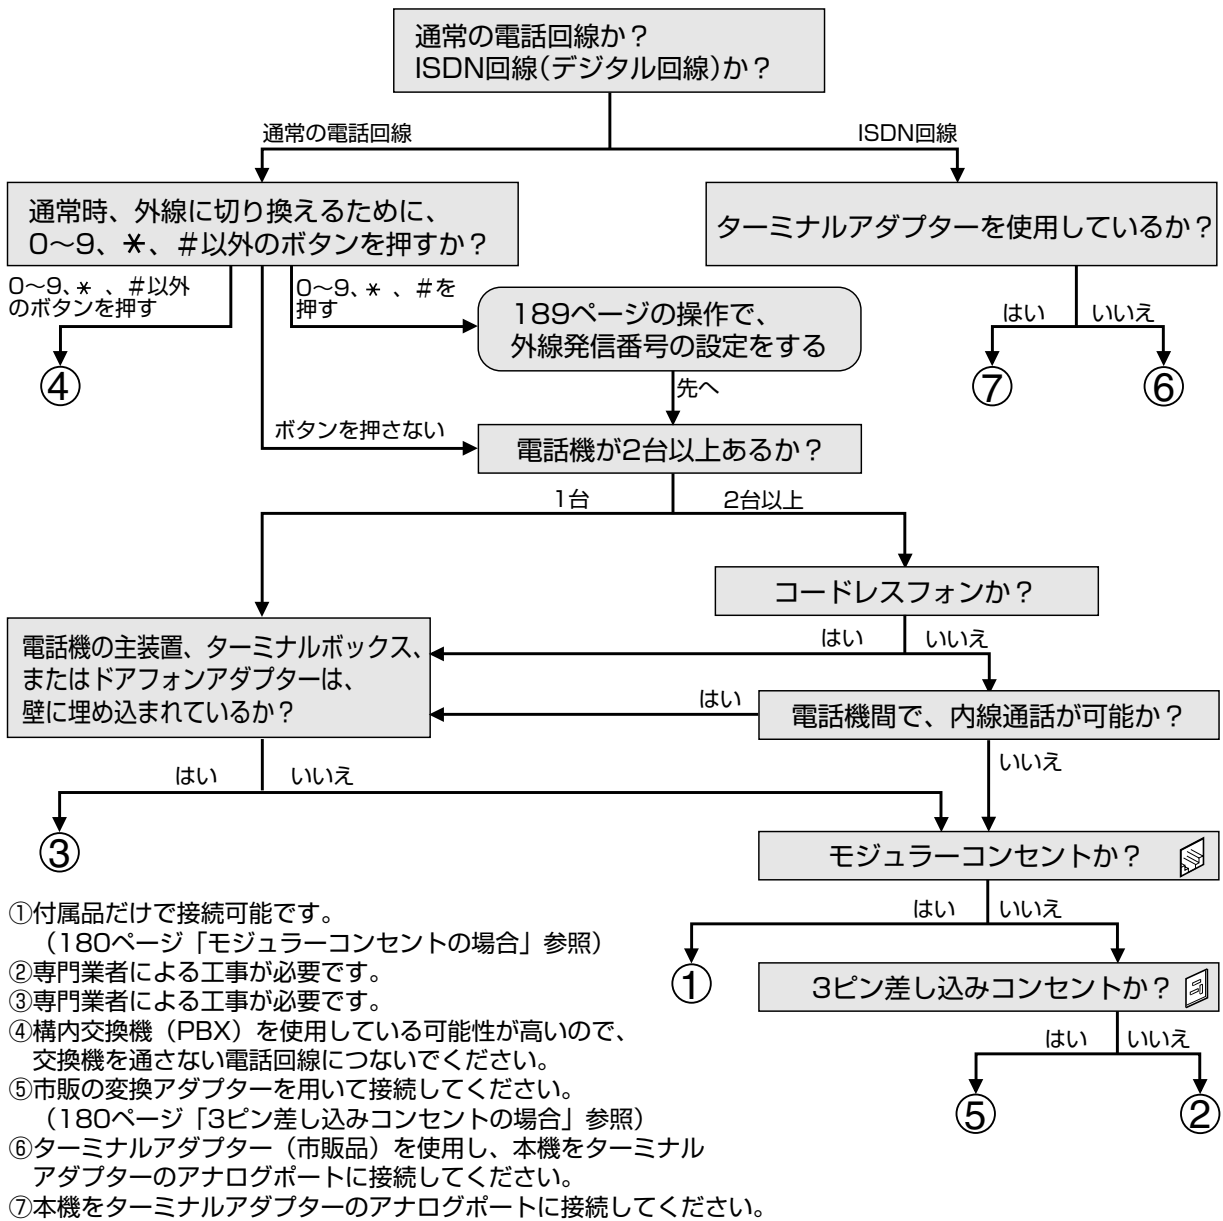 通常の電話回線か？
ISDN回線（デジタル回線）か？
通常の電話回線
ISDN回線
通常時、外線に切り換えるために、
0～9、＊、＃以外のボタンを押すか？
ターミナルアダプターを使用しているか？
0～9、＊、＃以外
のボタンを押す
0～9、＊、＃を
押す
189ページの操作で、
外線発信番号の設定をする
はい
いいえ
④
⑦
⑥
先へ
ボタンを押さない
電話機が2台以上あるか？
1台
2台以上
コードレスフォンか？
電話機の主装置、ターミナルボックス、
またはドアフォンアダプターは、
壁に埋め込まれているか？
はい
いいえ
はい
電話機間で、内線通話が可能か？
いいえ
はい
いいえ
③
モジュラーコンセントか？
はい
いいえ
①
3ピン差し込みコンセントか？
はい
いいえ
⑤
②
①付属品だけで接続可能です。
（180ページ「モジュラーコンセントの場合」参照）
②専門業者による工事が必要です。
③専門業者による工事が必要です。
④構内交換機（PBX）を使用している可能性が高いので、
交換機を通さない電話回線につないでください。
⑤市販の変換アダプターを用いて接続してください。
（180ページ「3ピン差し込みコンセントの場合」参照）
⑥ターミナルアダプター（市販品）を使用し、本機をターミナル
アダプターのアナログポートに接続してください。
⑦本機をターミナルアダプターのアナログポートに接続してください。